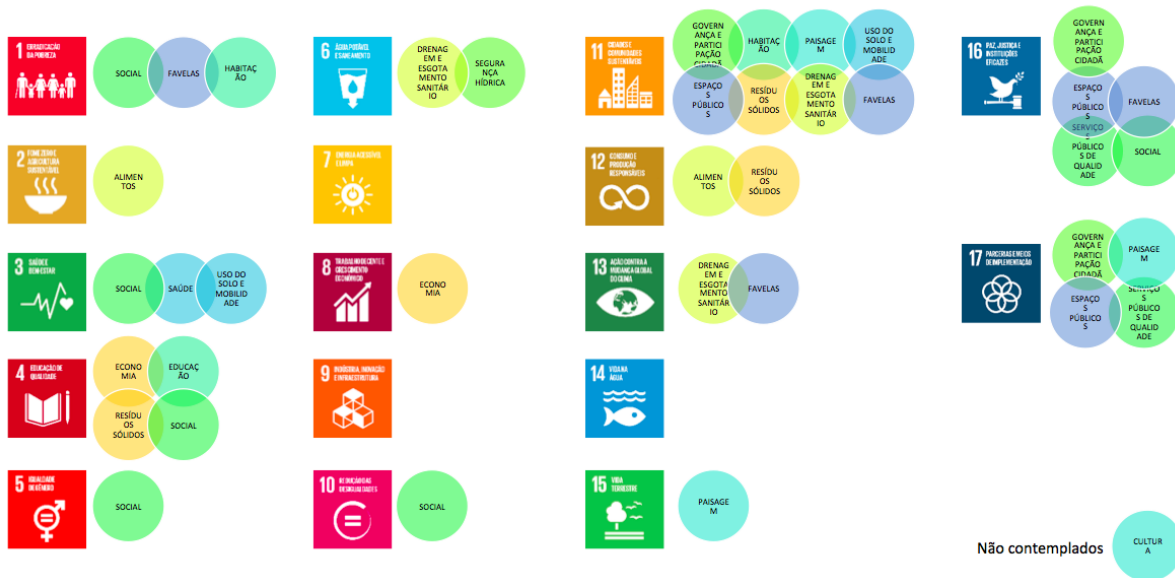 1 ERRADICAÇÃO
DA POBREZA
SOCIAL
FAVELAS
HABITAÇ
ÃO
2 FOME ZERO E
AGRICULTURA
SUSTENTÁVEL
ALIMEN
TOS
3 SAÚDE E
BEM-ESTAR
SOCIAL
SAÚDE
USO DO
SOLO E
MOBILID
ADE
4 EDUCAÇÃO DE
QUALIDADE
ECONO
MIA
EDUCAÇ
ÃO
RESÍDU
OS
SÓLIDOS
SOCIAL
5 IGUALDADE
DE GÊNERO
SOCIAL
6 ÁGUA POTÁVEL
E SANEAMENTO
DRENAG
EM E
ESGOTA
MENTO
SANITÁR
IO
SEGURA
NÇA
HÍDRICA
7 ENERGIA ACESSÍVEL
E LIMPA
8 TRABALHO DECENTE E
CRESCIMENTO
ECONÔMICO
ECONO
MIA
9 INDÚSTRIA, INOVAÇÃO
E INFRAESTRUTURA
10 REDUÇÃO DAS
DESIGUALDADES
SOCIAL
11 CIDADES E
COMUNIDADES
SUSTENTÁVEIS
GOVERN
ANÇA E
PARTICI
PAÇÃO
CIDADÃ
HABITAÇ
ÃO
PAISAGE
M
USO DO
SOLO E
MOBILID
ADE
ESPAÇO
S
PÚBLICO
S
RESÍDU
OS
SÓLIDOS
DRENAG
EM E
ESGOTA
MENTO
SANITÁR
IO
FAVELAS
12 CONSUMO E
PRODUÇÃO
RESPONSÁVEIS
ALIMEN
TOS
RESÍDU
OS
SÓLIDOS
13 AÇÃO CONTRA A
MUDANÇA GLOBAL
DO CLIMA
DRENAG
EM E
ESGOTA
MENTO
SANITÁR
IO
FAVELAS
14 VIDA NA
ÁGUA
15 VIDA
TERRESTRE
PAISAGE
M
16 PAZ, JUSTIÇA E
INSTITUIÇÕES
EFICAZES
GOVERN
ANÇA E
PARTICI
PAÇÃO
CIDADÃ
ESPAÇO
S
PÚBLICO
S
FAVELAS
SERVIÇO
S
PÚBLICO
S DE
QUALID
ADE
SOCIAL
17 PARCERIAS E MEIOS
DE IMPLEMENTAÇÃO
GOVERN
ANÇA E
PARTICI
PAÇÃO
CIDADÃ
PAISAGE
M
ESPAÇO
S
PÚBLICO
S
SERVIÇO
S
PÚBLICO
S DE
QUALID
ADE
Não contemplados
CULTUR
A